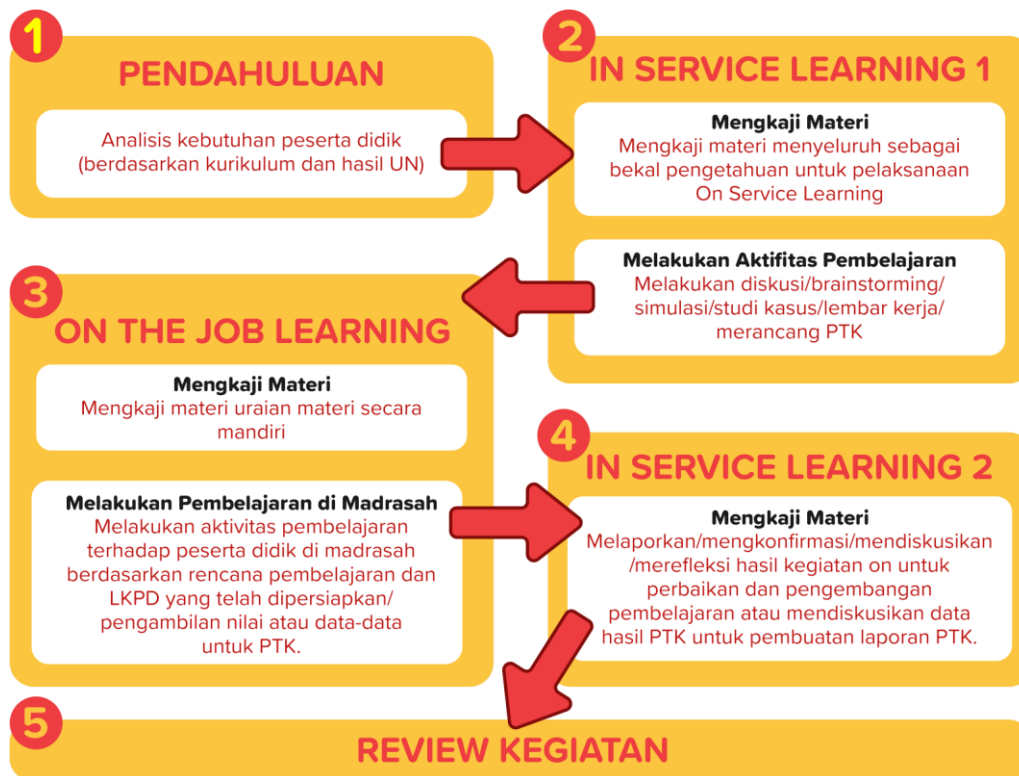 1
PENDAHULUAN
Analisis kebutuhan peserta didik
(berdasarkan kurikulum dan hasil UN)
2
IN SERVICE LEARNING 1
Mengkaji Materi
Mengkaji materi menyeluruh sebagai
bekal pengetahuan untuk pelaksanaan
On Service Learning
Melakukan Aktifitas Pembelajaran
Melakukan diskusi/brainstorming/
simulasi/studi kasus/lembar kerja/
merancang PTK
3
ON THE JOB LEARNING
Mengkaji Materi
Mengkaji materi uraian materi secara
mandiri
Melakukan Pembelajaran di Madrasah
Melakukan aktivitas pembelajaran
terhadap peserta didik di madrasah
berdasarkan rencana pembelajaran dan
LKPD yang telah dipersiapkan/
pengambilan nilai atau data-data
untuk PTK.
4
IN SERVICE LEARNING 2
Mengkaji Materi
Melaporkan/mengkonfirmasi/mendiskusikan
/merefleksi hasil kegiatan on untuk
perbaikan dan pengembangan
pembelajaran atau mendiskusikan data
hasil PTK untuk pembuatan laporan PTK.
5
REVIEW KEGIATAN